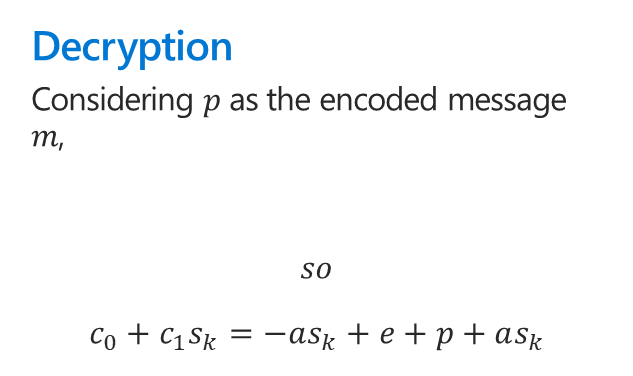 Decryption
Considering p as the encoded message
m,
so
c₀ + c₁sₖ = −asₖ + e + p + asₖ